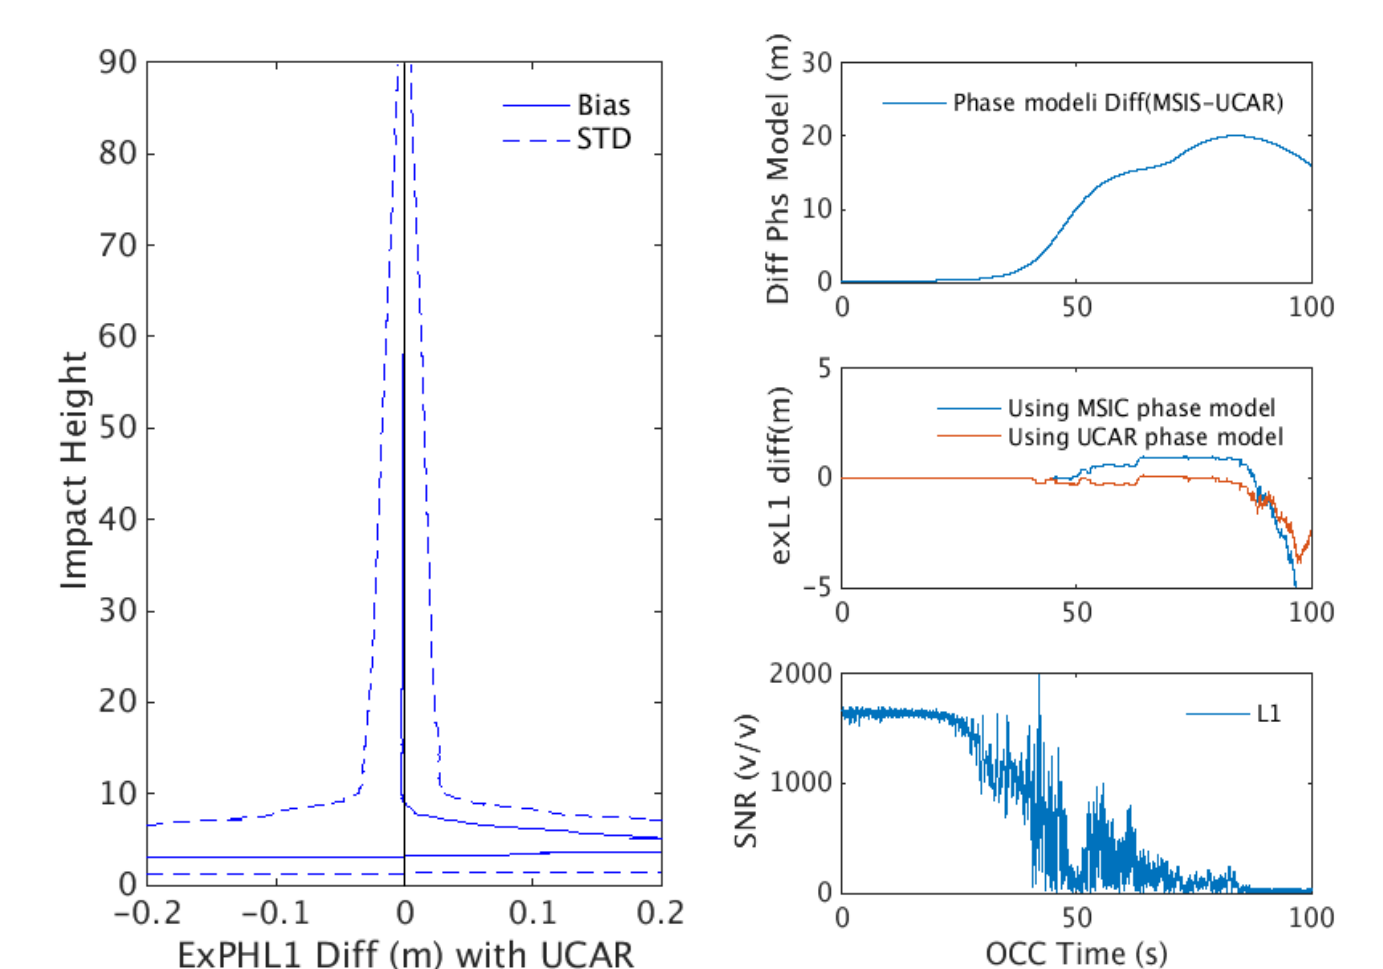 90
80
70
60
50
40
30
20
10
0
Impact Height
Bias
STD
−0.2 −0.1 0 0.1 0.2
ExPHL1 Diff (m) with UCAR
30
20
10
0
Diff Phs Model (m)
Phase modeli Diff(MSIS−UCAR)
0 50 100
5
0
−5
exL1 diff(m)
Using MSIC phase model
Using UCAR phase model
0 50 100
2000
1000
0
SNR (v/v)
L1
0 50 100
OCC Time (s)